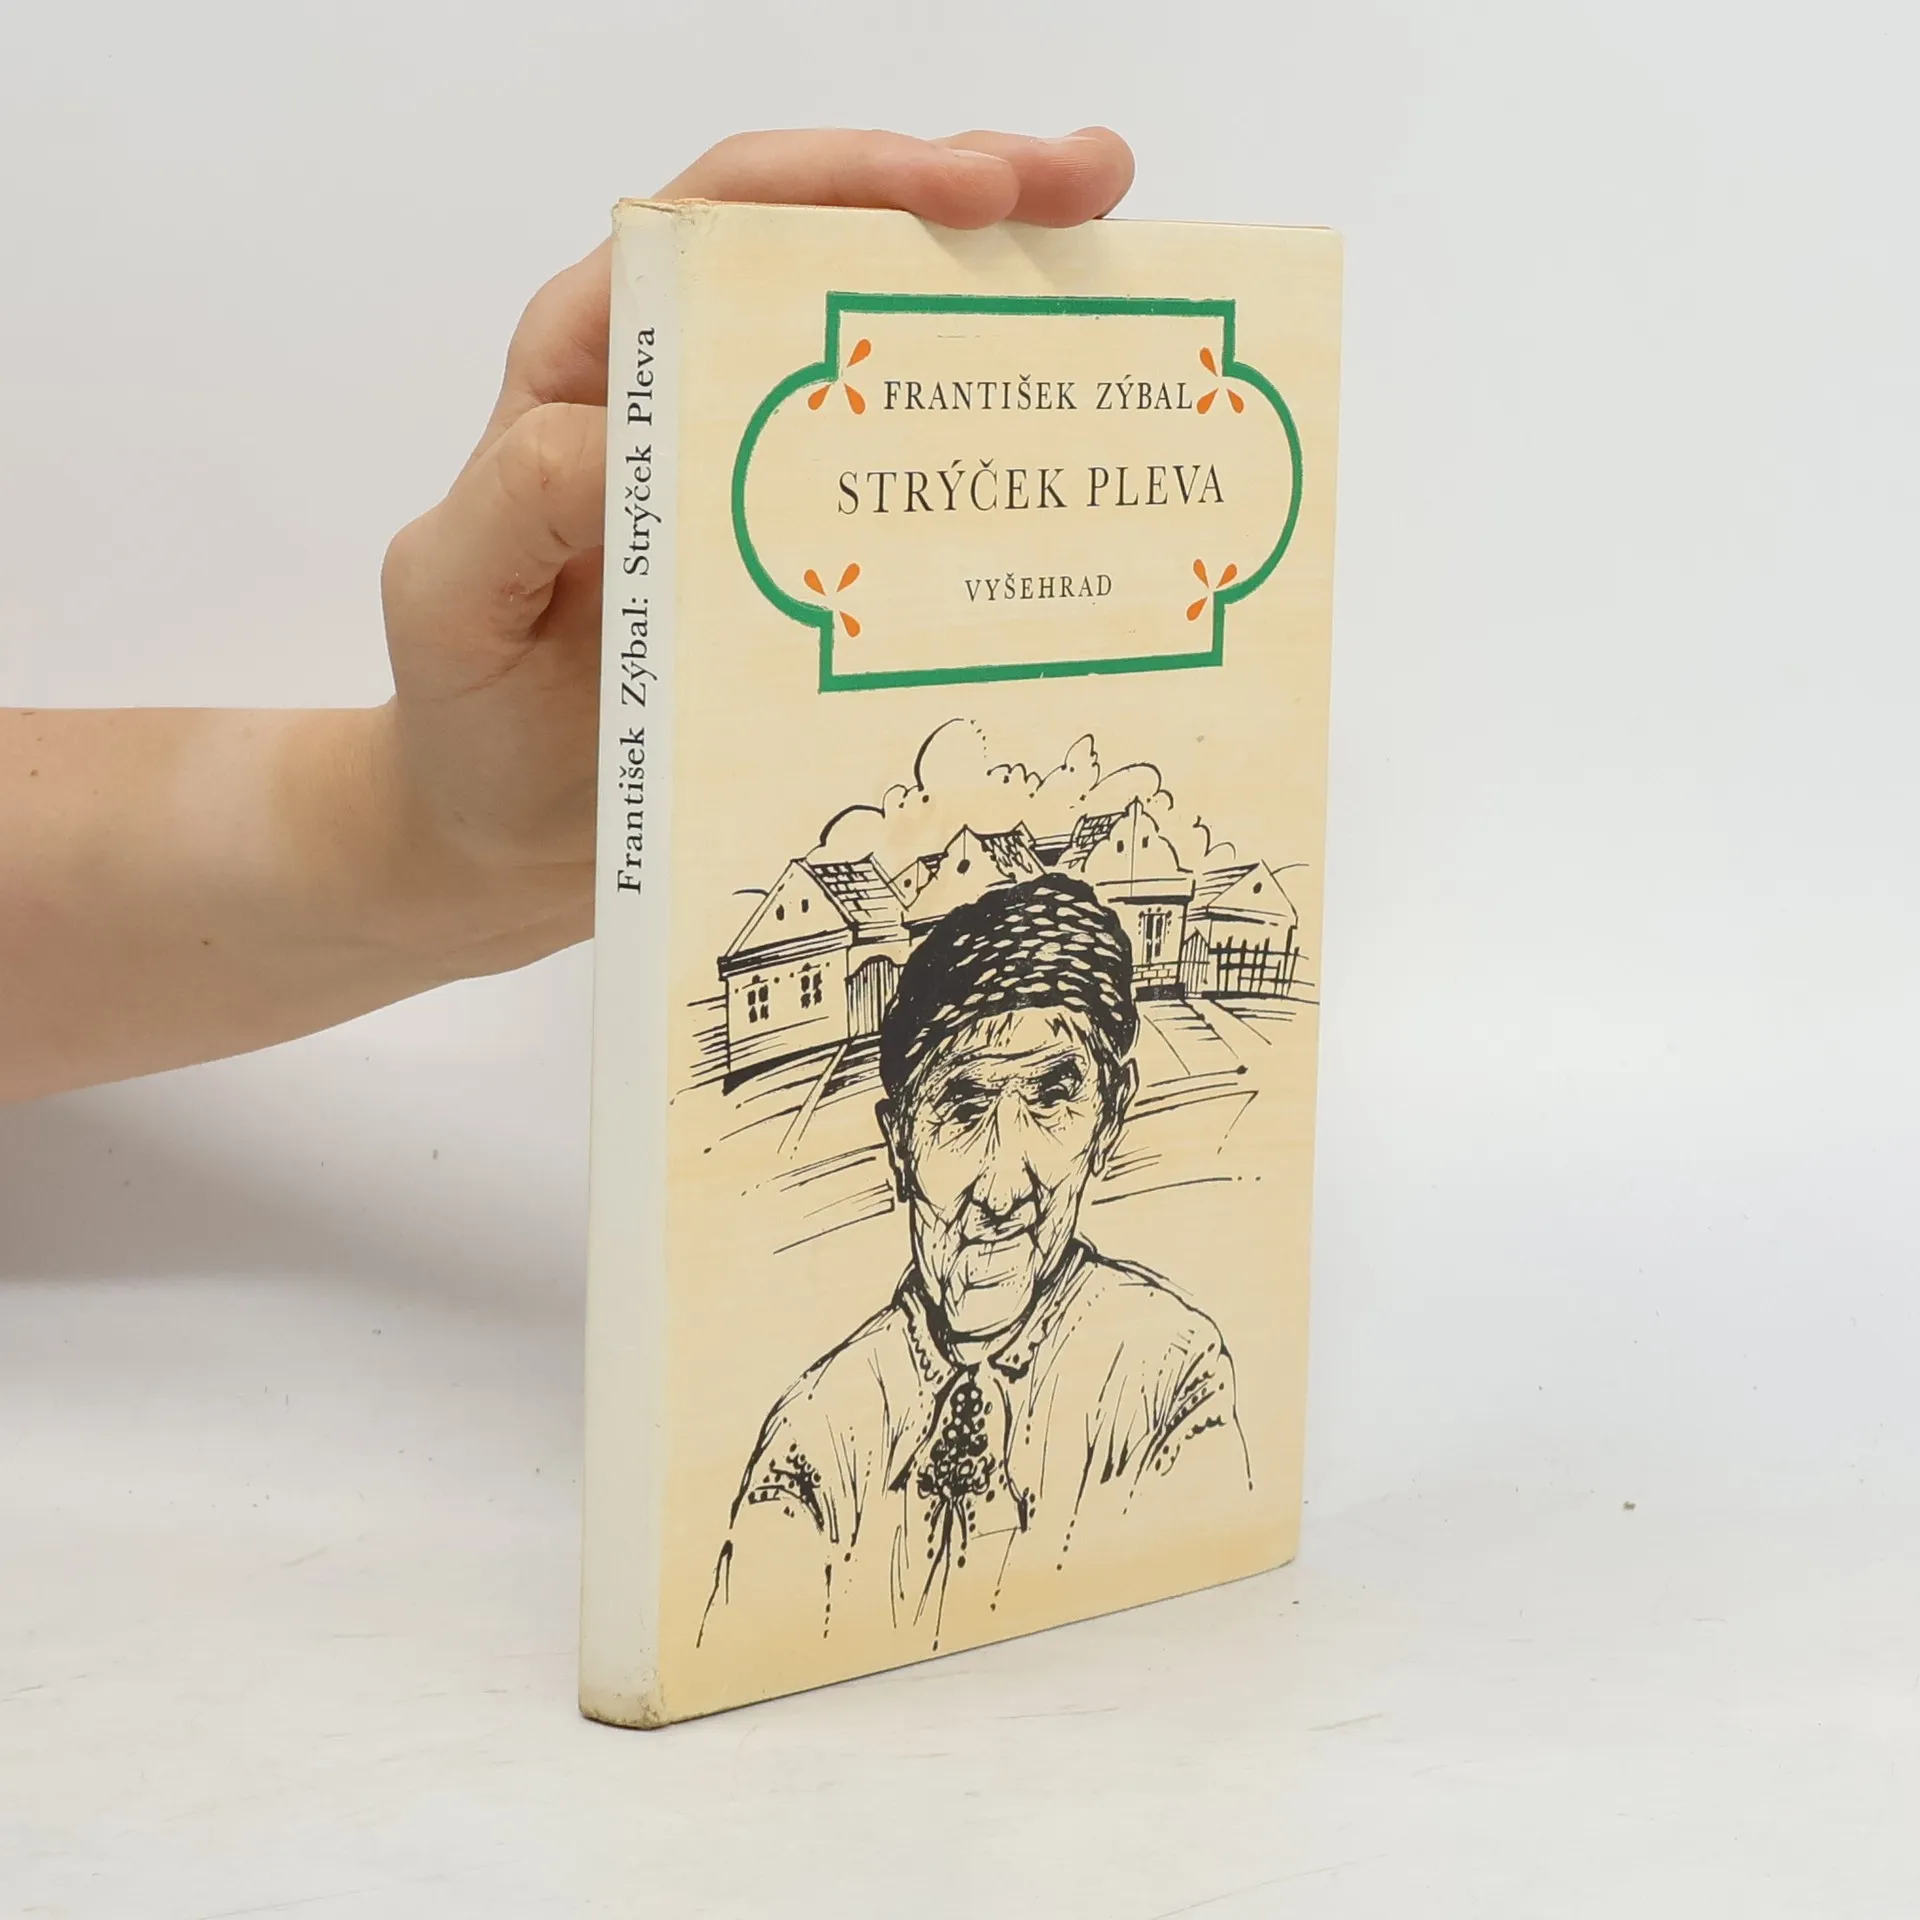 František Zýbal: Strýček Pleva
FRANTIŠEK ZÝBAL
STRÝČEK PLEVA
VYŠEHRAD